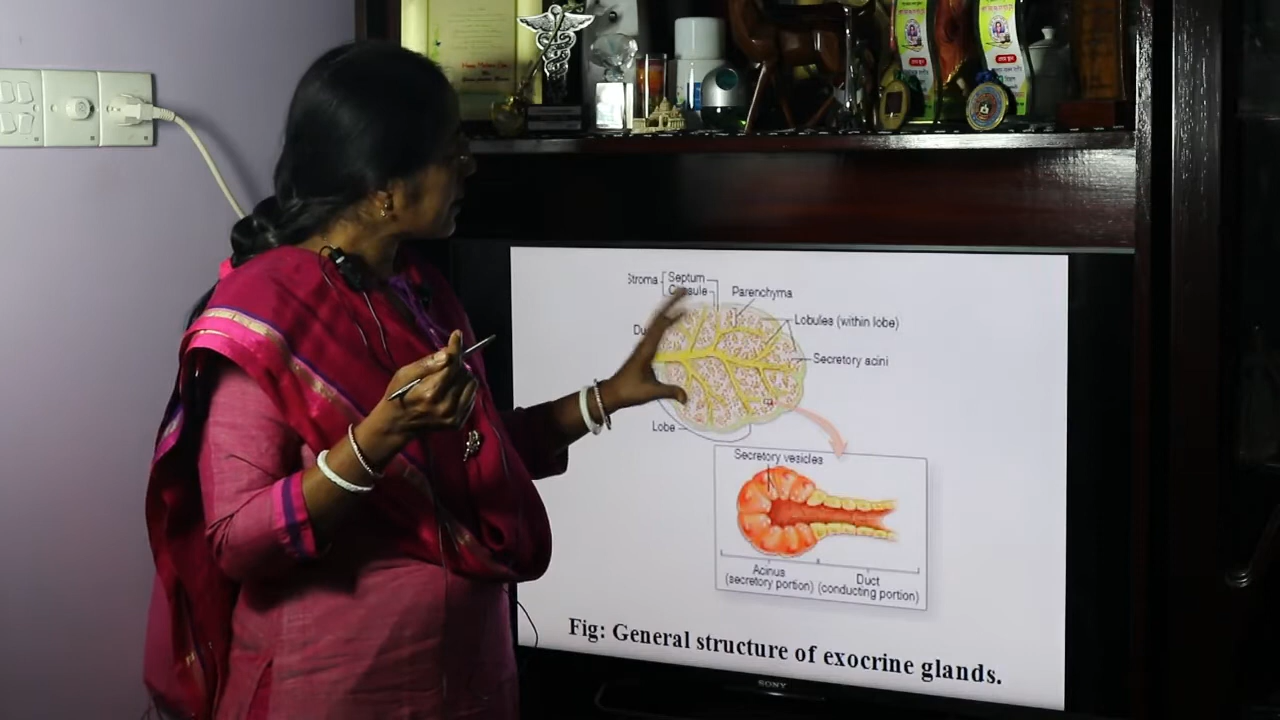 Stroma
Septum
Capsule
Parenchyma
Lobules (within lobe)
Secretory acini
Lobe
Secretory vesicles
Acinus
(secretory portion)
Duct
(conducting portion)
Fig: General structure of exocrine glands.
SONY